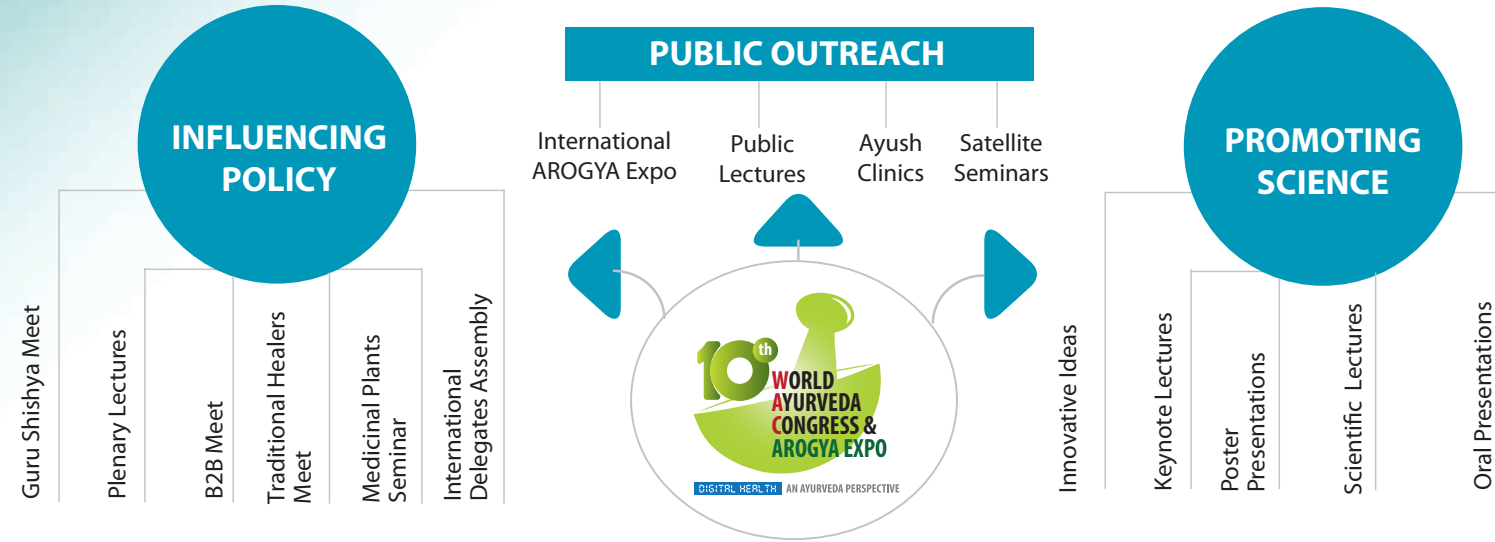 INFLUENCING
POLICY
Guru Shishya Meet
Plenary Lectures
B2B Meet
Traditional Healers
Meet
Medicinal Plants
Seminar
International
Delegates Assembly
PUBLIC OUTREACH
International
AROGYA Expo
Public
Lectures
Ayush
Clinics
Satellite
Seminars
10th
WORLD
AYURVEDA
CONGRESS &
AROGYA EXPO
DIGITAL HEALTH AN AYURVEDA PERSPECTIVE
PROMOTING
SCIENCE
Innovative Ideas
Keynote Lectures
Poster
Presentations
Scientific Lectures
Oral Presentations